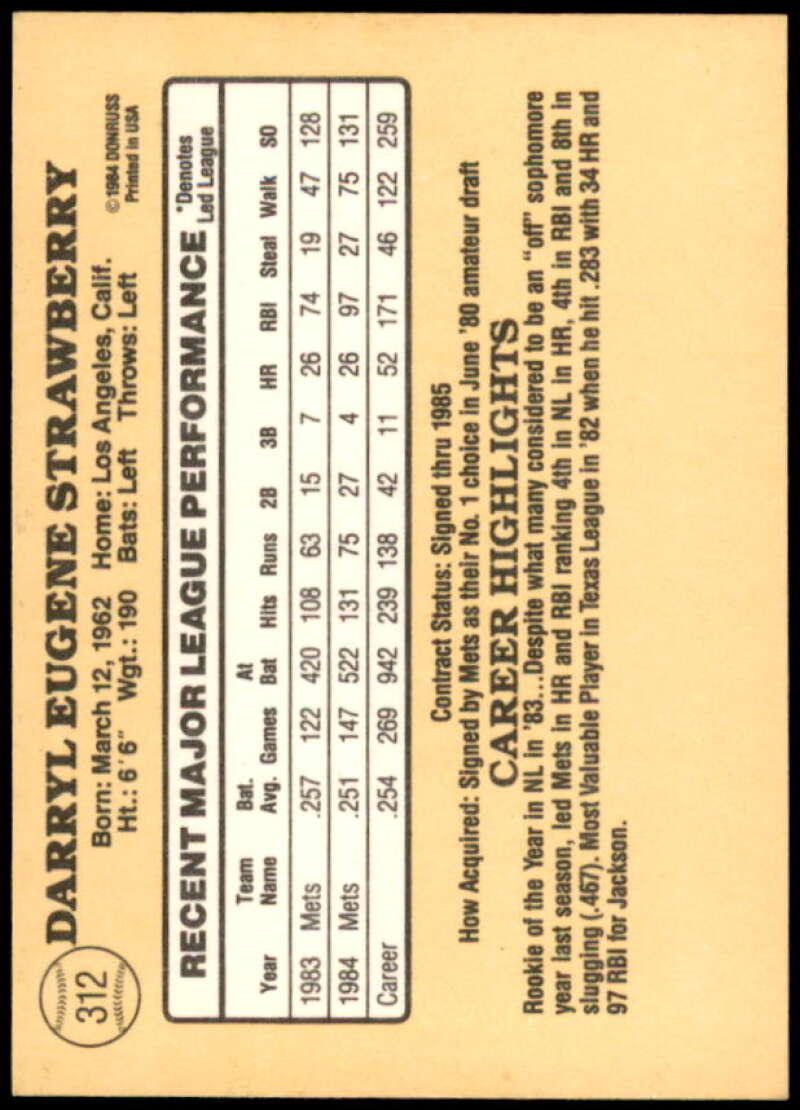 312
DARRYL EUGENE STRAWBERRY
Born: March 12, 1962 Home: Los Angeles, Calif. © 1984 DONRUSS
Ht.: 6'6" Wgt.: 190 Bats: Left Throws: Left Printed in USA
RECENT MAJOR LEAGUE PERFORMANCE *Denotes Led League
Team Bat. At
Year Name Avg. Games Bat Hits Runs 2B 3B HR RBI Steal Walk SO
1983 Mets .257 122 420 108 63 15 7 26 74 19 47 128
1984 Mets .251 147 522 131 75 27 4 26 97 27 75 131
Career .254 269 942 239 138 42 11 52 171 46 122 259
Contract Status: Signed thru 1985
How Acquired: Signed by Mets as their No. 1 choice in June '80 amateur draft
CAREER HIGHLIGHTS
Rookie of the Year in NL in '83...Despite what many considered to be an "off" sophomore
year last season, led Mets in HR and RBI ranking 4th in NL in HR, 4th in RBI and 8th in
slugging (.467). Most Valuable Player in Texas League in '82 when he hit .283 with 34 HR and
97 RBI for Jackson.